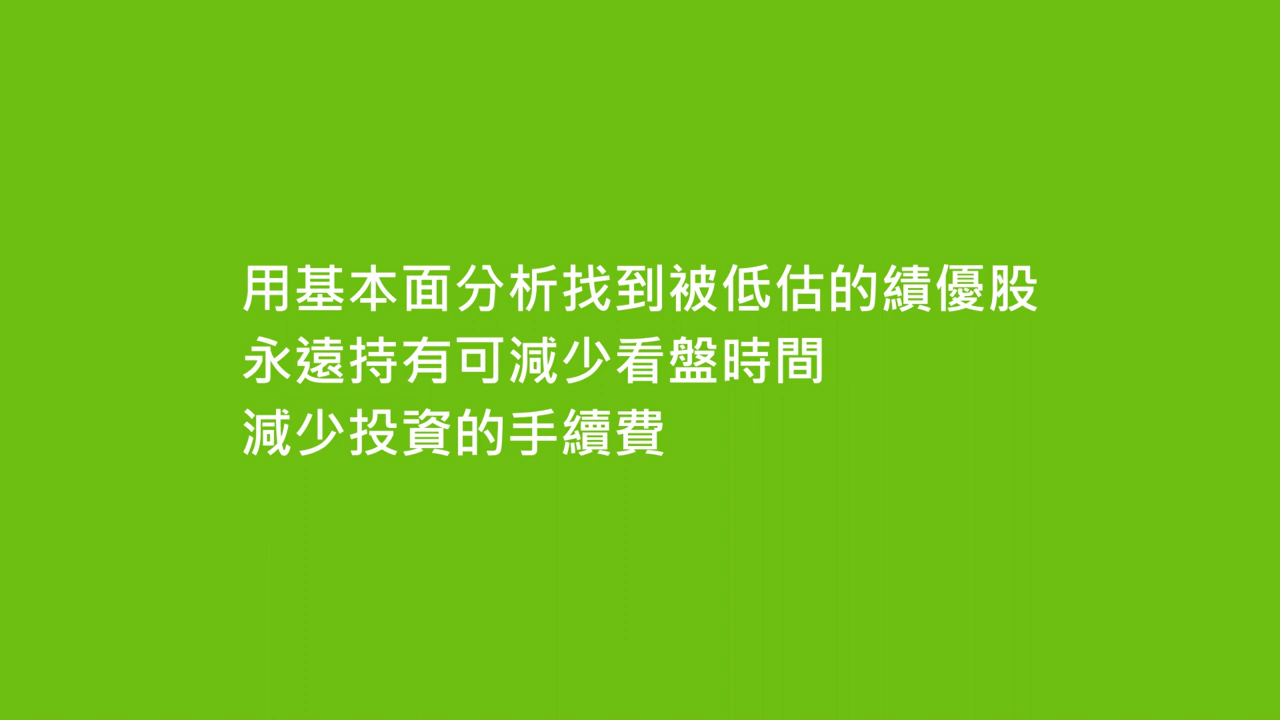 用基本面分析找到被低估的績優股
永遠持有可減少看盤時間
減少投資的手續費